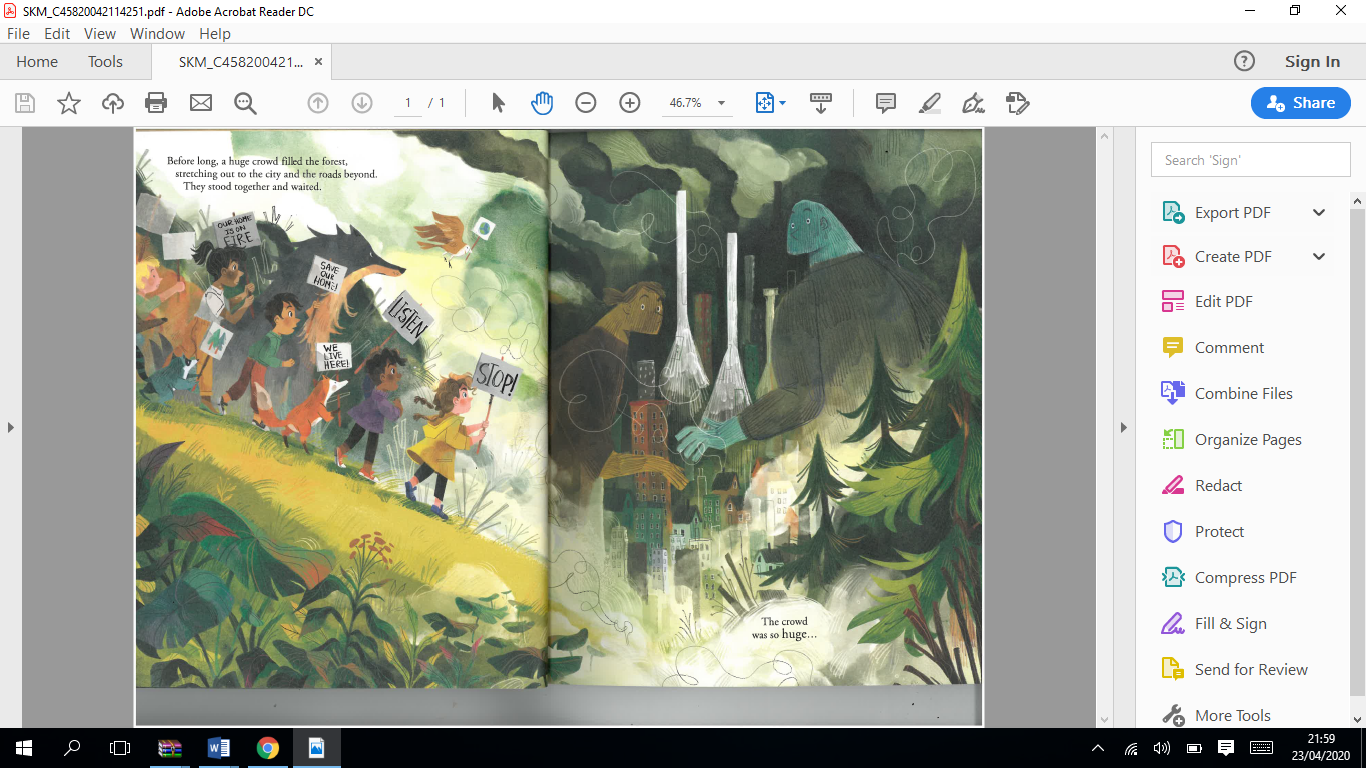 SKM_C45820042114251.pdf - Adobe Acrobat Reader DC
File Edit View Window Help
Home Tools SKM_C458200421... ×
Sign In
1 / 1
46.7%
Share
Before long, a huge crowd filled the forest,
stretching out to the city and the roads beyond.
They stood together and waited.
OUR HOME
IS ON
FIRE
SAVE
OUR
HOME!
LISTEN
WE
LIVE
HERE!
STOP!
The crowd
was so huge...
Search 'Sign'
Export PDF
Create PDF
Edit PDF
Comment
Combine Files
Organize Pages
Redact
Protect
Compress PDF
Fill & Sign
Send for Review
More Tools
21:59
23/04/2020